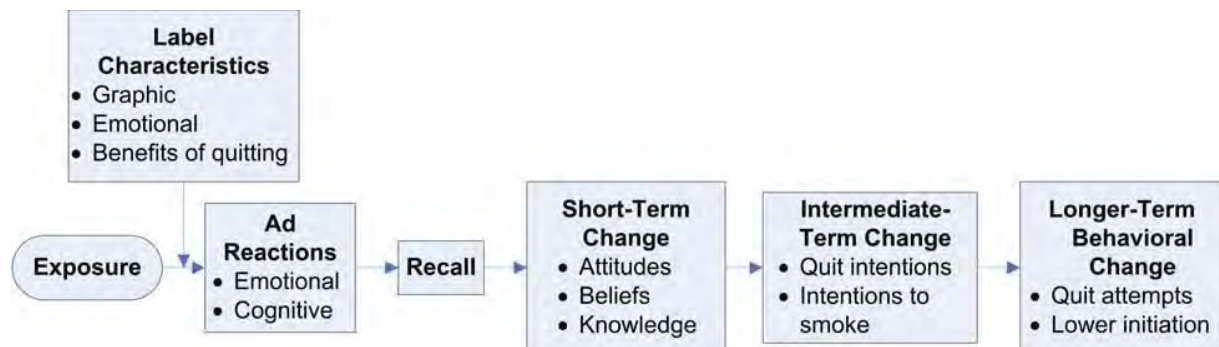 Label
Characteristics
• Graphic
• Emotional
• Benefits of quitting
Exposure
Ad
Reactions
• Emotional
• Cognitive
Recall
Short-Term
Change
• Attitudes
• Beliefs
• Knowledge
Intermediate-
Term Change
• Quit intentions
• Intentions to
smoke
Longer-Term
Behavioral
Change
• Quit attempts
• Lower initiation